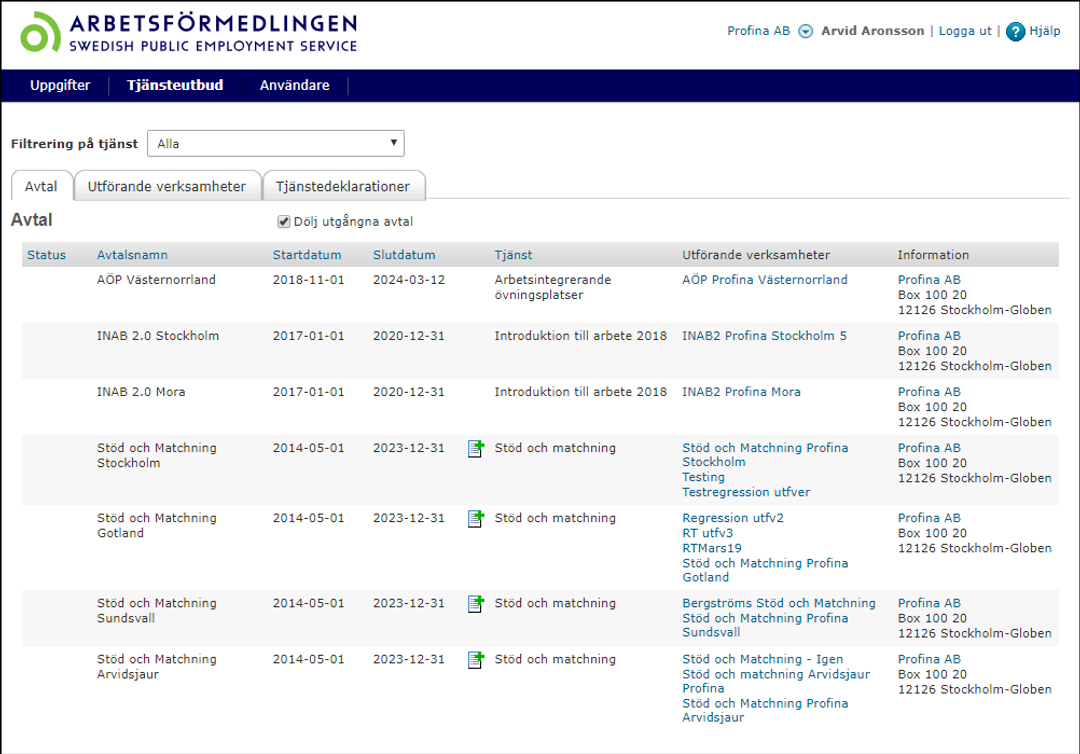 ARBETSFÖRMEDLINGEN
SWEDISH PUBLIC EMPLOYMENT SERVICE
Profina AB Arvid Aronsson | Logga ut | ? Hjälp
Uppgifter Tjänsteutbud Användare
Filtrering på tjänst Alla
Avtal Utförande verksamheter Tjänstedeklarationer
Avtal Dölj utgångna avtal
Status Avtalsnamn Startdatum Slutdatum Tjänst Utförande verksamheter Information
AÖP Västernorrland 2018-11-01 2024-03-12 Arbetsintegrerande AÖP Profina Västernorrland Profina AB
övningsplatser Box 100 20
12126 Stockholm-Globen
INAB 2.0 Stockholm 2017-01-01 2020-12-31 Introduktion till arbete 2018 INAB2 Profina Stockholm 5 Profina AB
Box 100 20
12126 Stockholm-Globen
INAB 2.0 Mora 2017-01-01 2020-12-31 Introduktion till arbete 2018 INAB2 Profina Mora Profina AB
Box 100 20
12126 Stockholm-Globen
Stöd och Matchning 2014-05-01 2023-12-31 Stöd och matchning Stöd och Matchning Profina Profina AB
Stockholm Stockholm Box 100 20
Testing 12126 Stockholm-Globen
Testregression utfver
Stöd och Matchning 2014-05-01 2023-12-31 Stöd och matchning Regression utfv2 Profina AB
Gotland RT utfv3 Box 100 20
RTMars19 12126 Stockholm-Globen
Stöd och Matchning Profina
Gotland
Stöd och Matchning 2014-05-01 2023-12-31 Stöd och matchning Bergströms Stöd och Matchning Profina AB
Sundsvall Stöd och Matchning Profina Box 100 20
Sundsvall 12126 Stockholm-Globen
Stöd och Matchning 2014-05-01 2023-12-31 Stöd och matchning Stöd och Matchning - Igen Profina AB
Arvidsjaur Stöd och matchning Arvidsjaur Box 100 20
Profina 12126 Stockholm-Globen
Stöd och Matchning Profina
Arvidsjaur